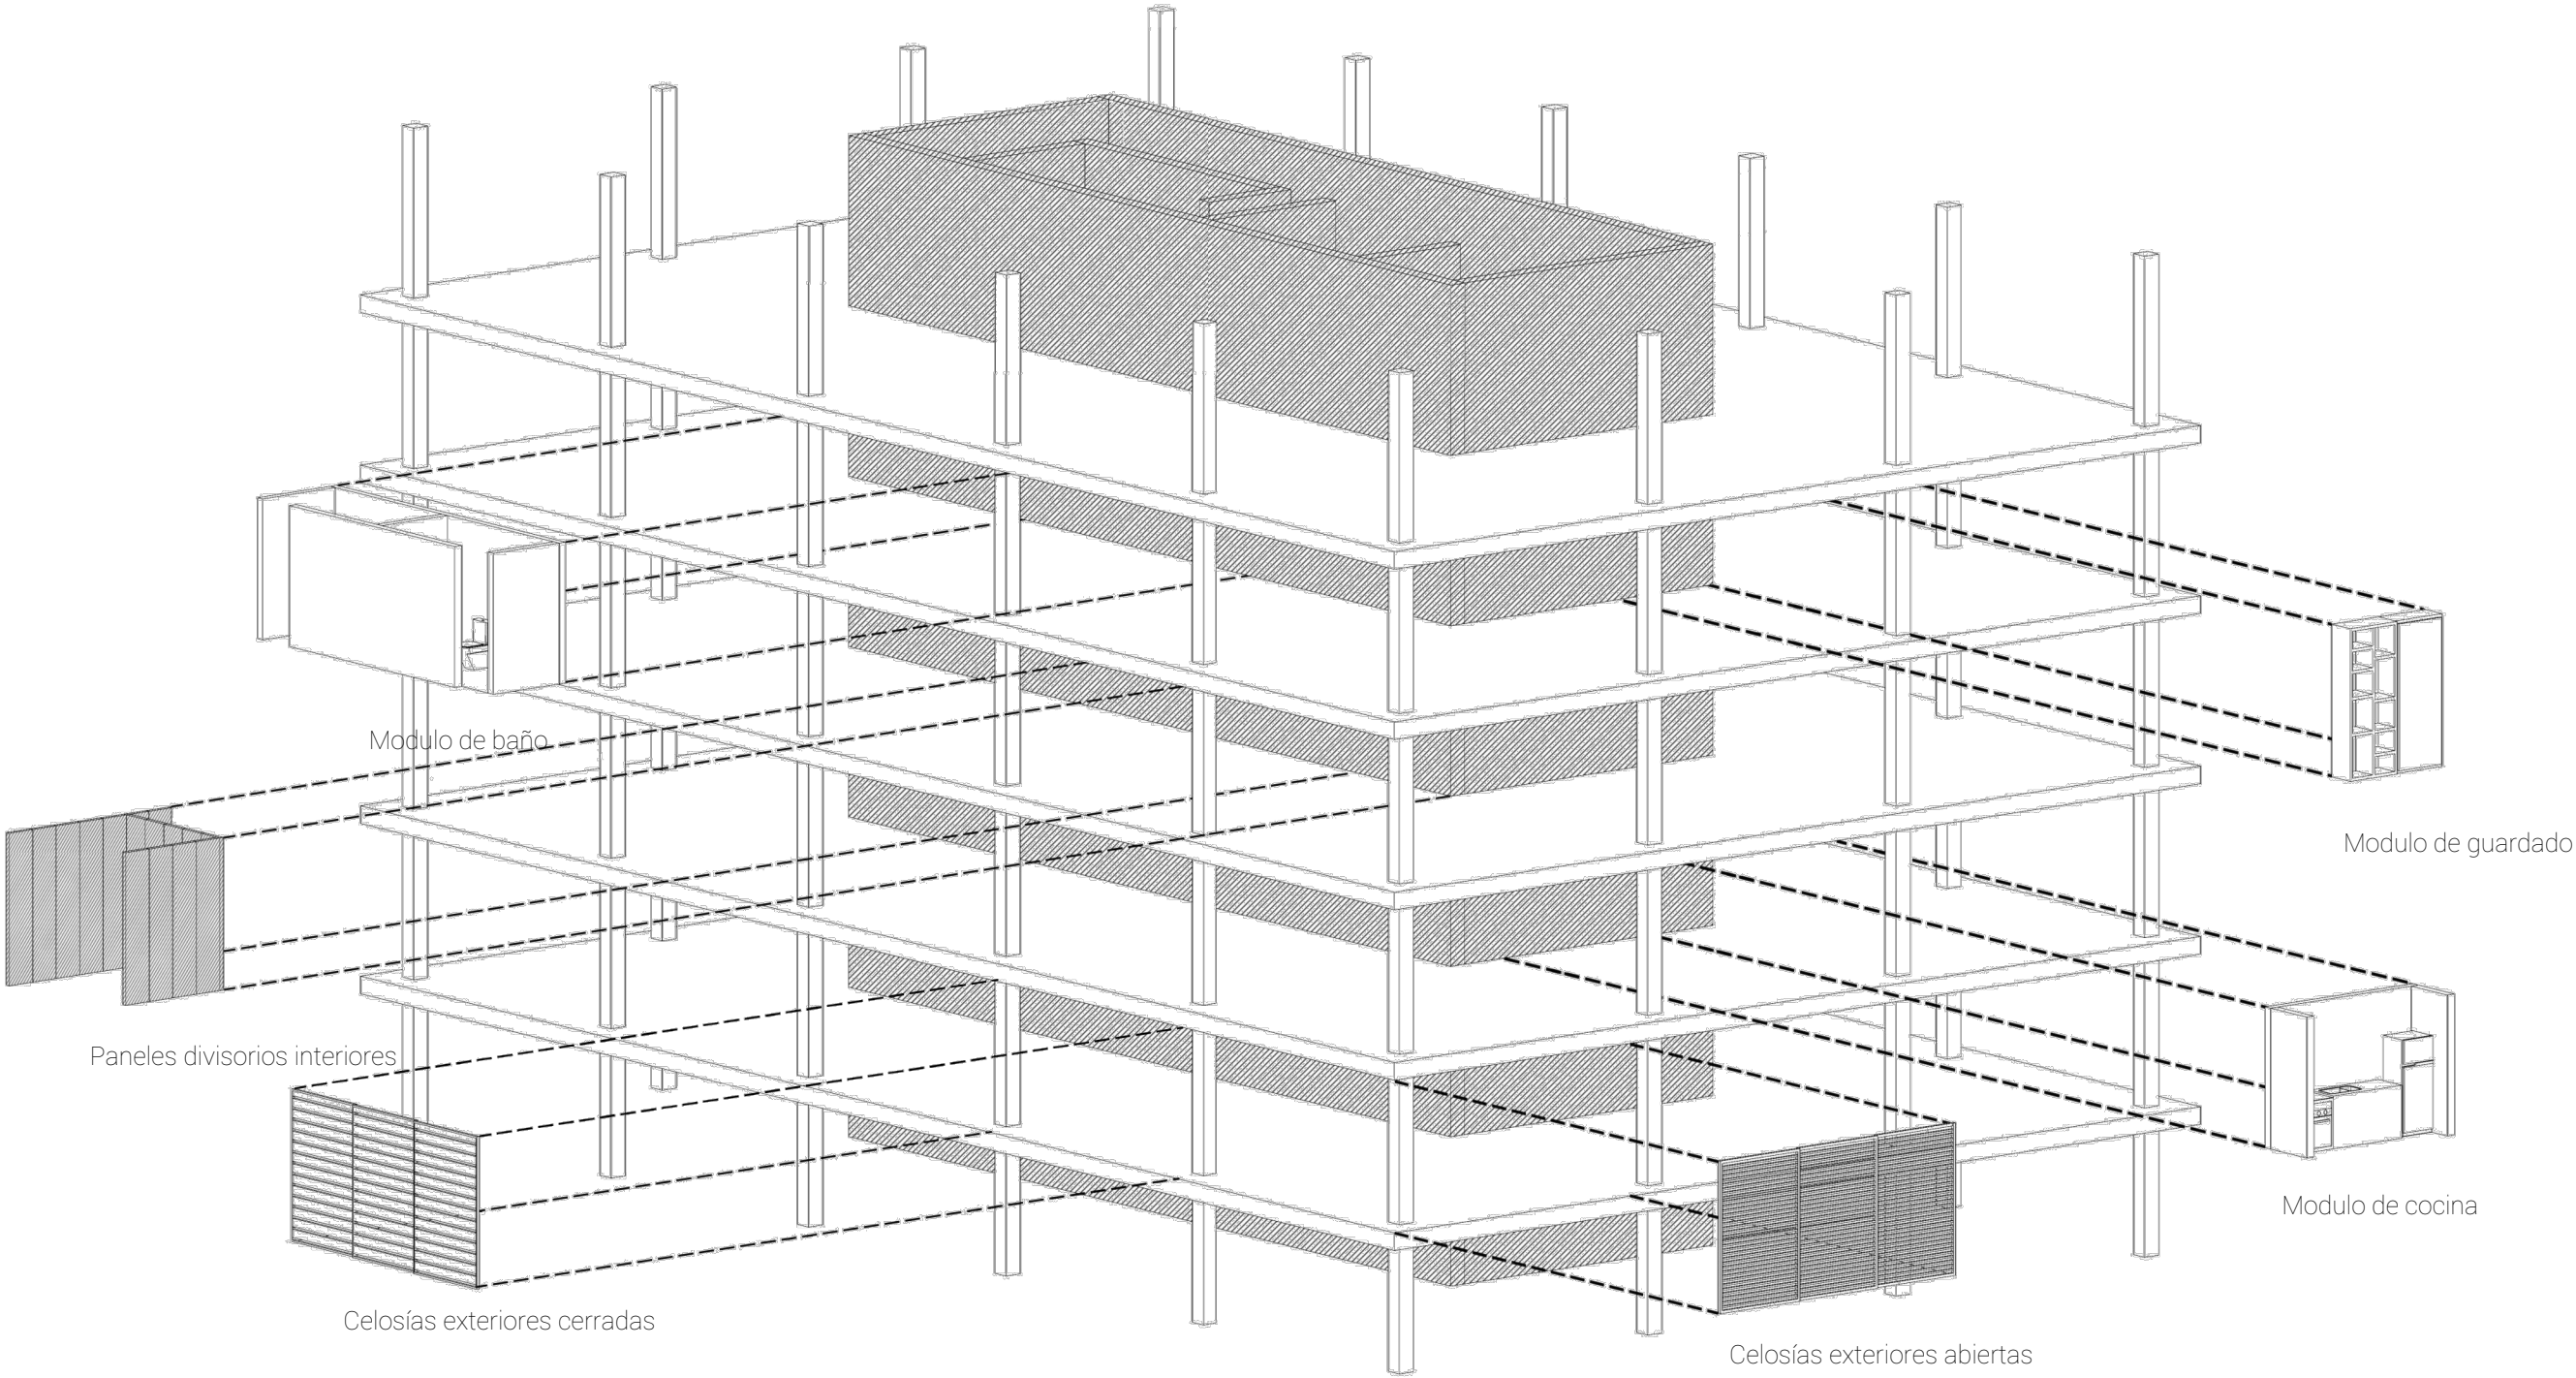 Modulo de baño
Modulo de guardado
Paneles divisorios interiores
Modulo de cocina
Celosías exteriores cerradas
Celosías exteriores abiertas